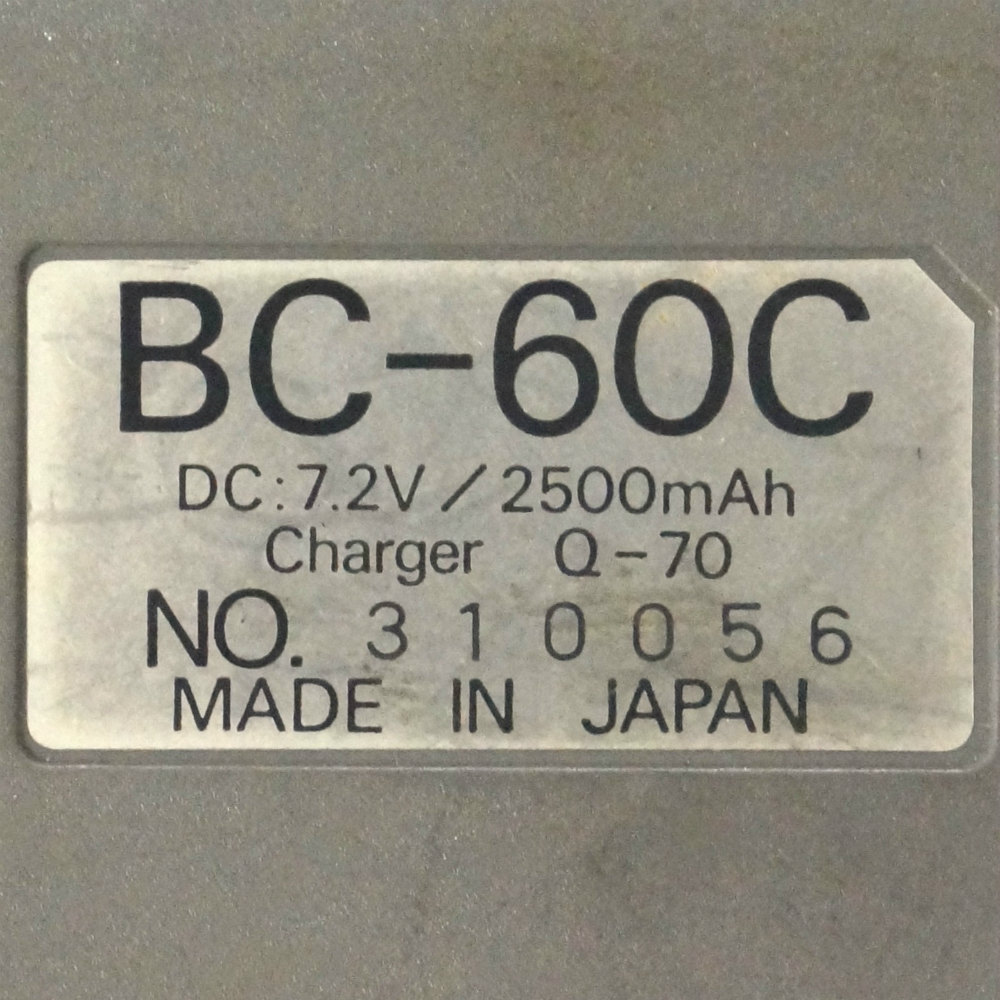 BC-60C
DC:7.2V/2500mAh
Charger Q-70
NO. 310056
MADE IN JAPAN